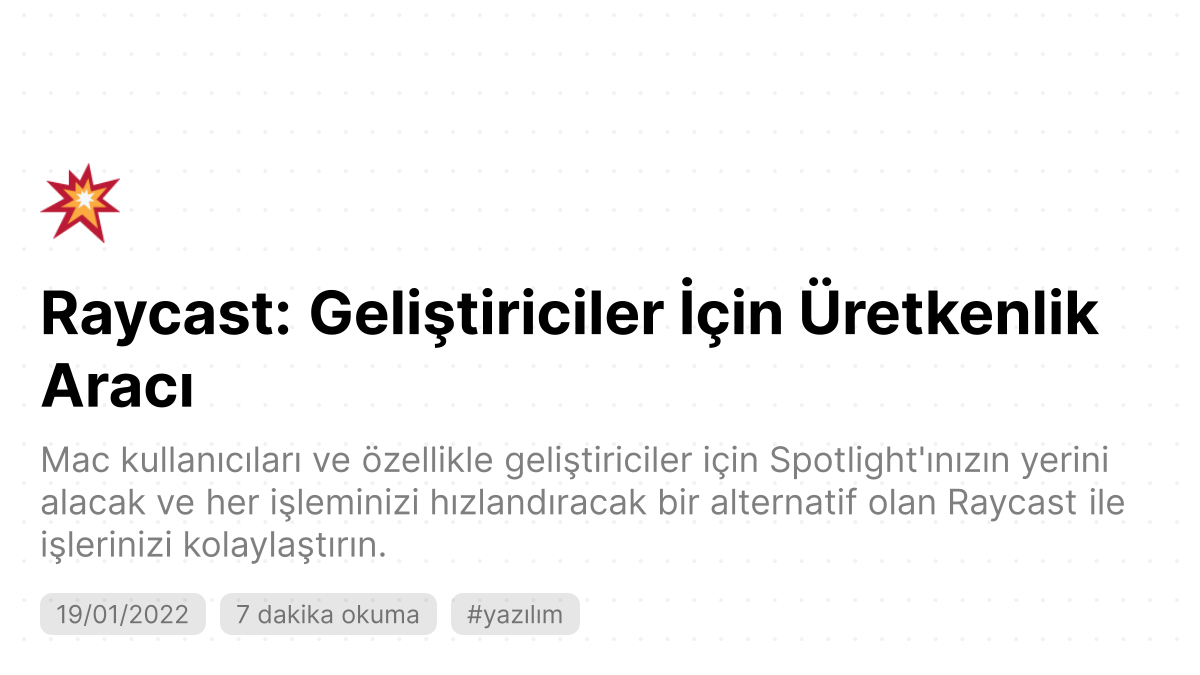 Raycast: Geliştiriciler İçin Üretkenlik
Aracı
Mac kullanıcıları ve özellikle geliştiriciler için Spotlight'ınızın yerini
alacak ve her işleminizi hızlandıracak bir alternatif olan Raycast ile
işlerinizi kolaylaştırın.
19/01/2022 7 dakika okuma #yazılım